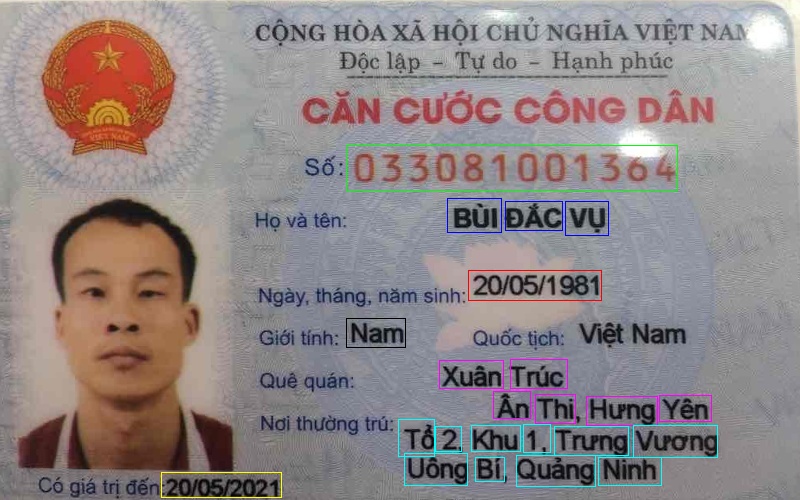 CỘNG HÒA XÃ HỘI CHỦ NGHĨA VIỆT NAM
Độc lập - Tự do - Hạnh phúc
CĂN CƯỚC CÔNG DÂN
Số: 033081001364
Họ và tên: BÙI ĐẮC VỤ
Ngày, tháng, năm sinh: 20/05/1981
Giới tính: Nam Quốc tịch: Việt Nam
Quê quán: Xuân Trúc
Ân Thi, Hưng Yên
Nơi thường trú: Tổ 2, Khu 1, Trưng Vương
Uông Bí, Quảng Ninh
Có giá trị đến: 20/05/2021
VIỆT NAM